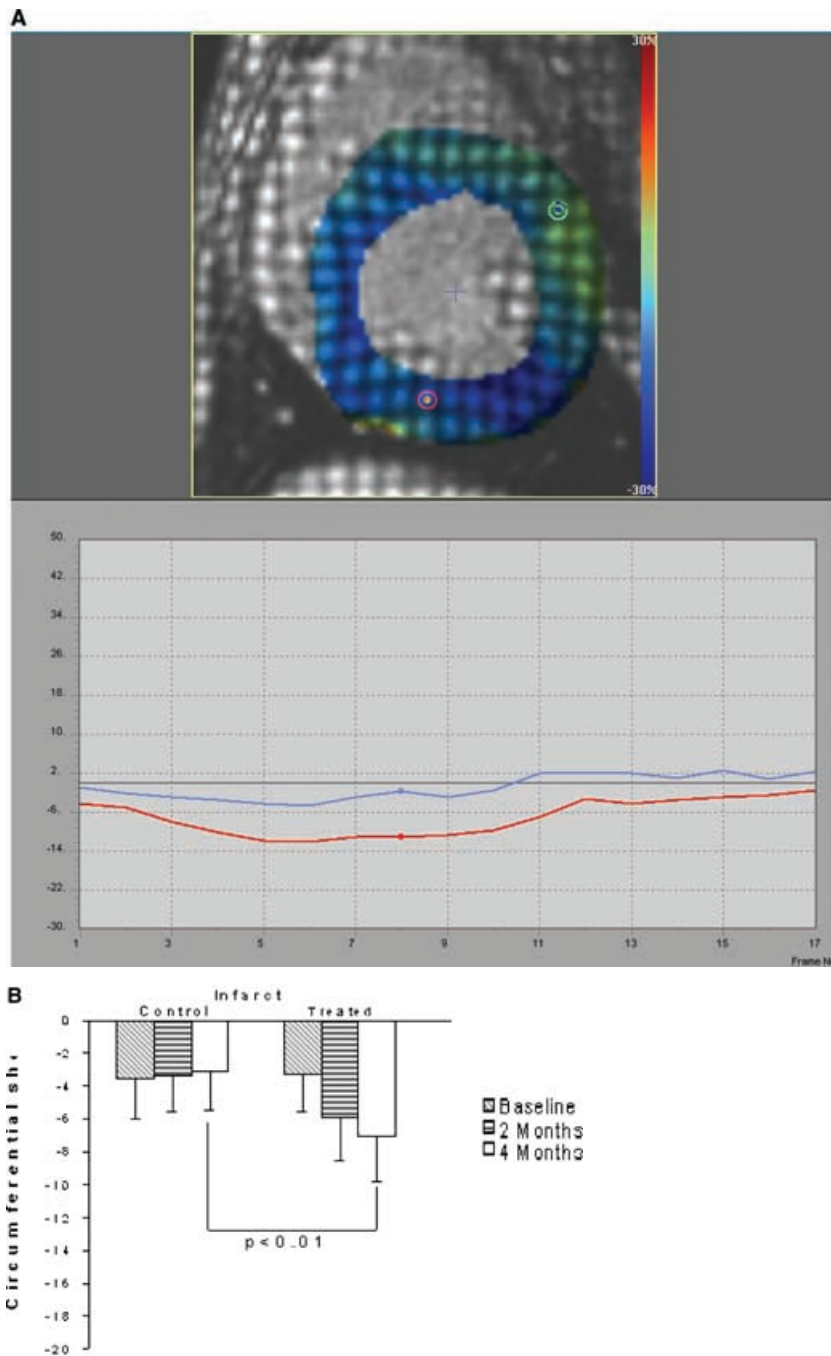 A
30%
-30%
50.
42.
34.
26.
18.
10.
2.
-6.
-14.
-22.
-30.
1 3 5 7 9 11 13 15 17
Frame N
B
Infarct
Control Treated
0
-2
-4
-6
-8
-10
-12
-14
-16
-18
-20
Circumferential
p<0.01
Baseline
2 Months
4 Months